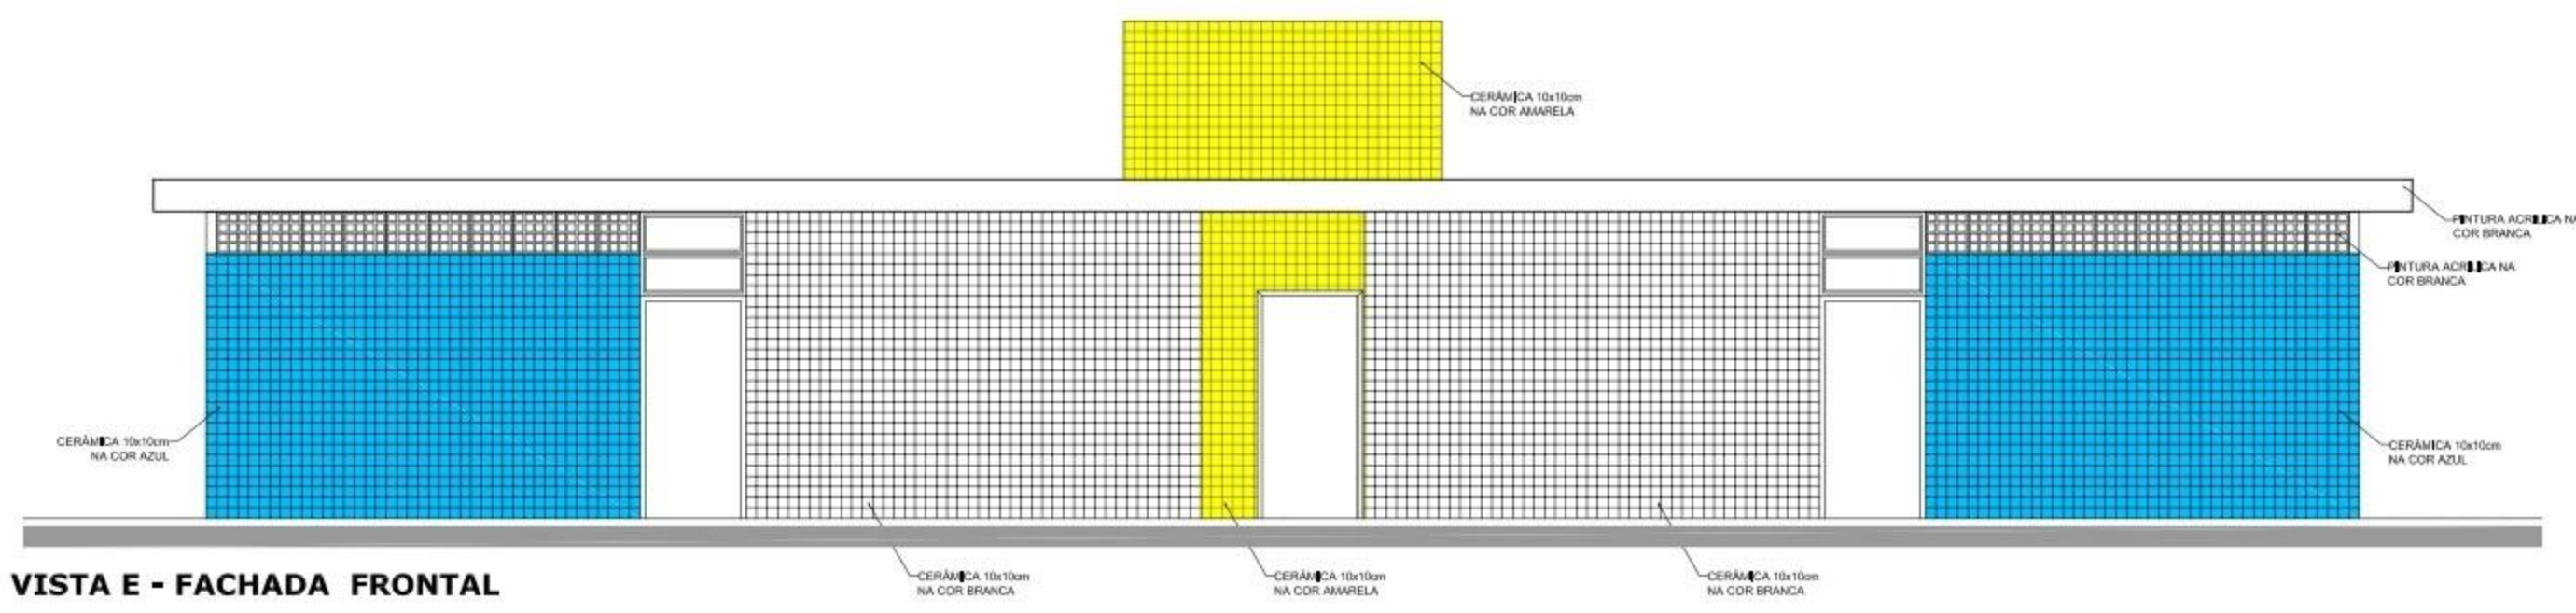 CERÂMICA 10x10cm
NA COR AMARELA
PINTURA ACRÍLICA NA
COR BRANCA
PINTURA ACRÍLICA NA
COR BRANCA
CERÂMICA 10x10cm
NA COR AZUL
CERÂMICA 10x10cm
NA COR AZUL
VISTA E - FACHADA FRONTAL
CERÂMICA 10x10cm
NA COR BRANCA
CERÂMICA 10x10cm
NA COR AMARELA
CERÂMICA 10x10cm
NA COR BRANCA